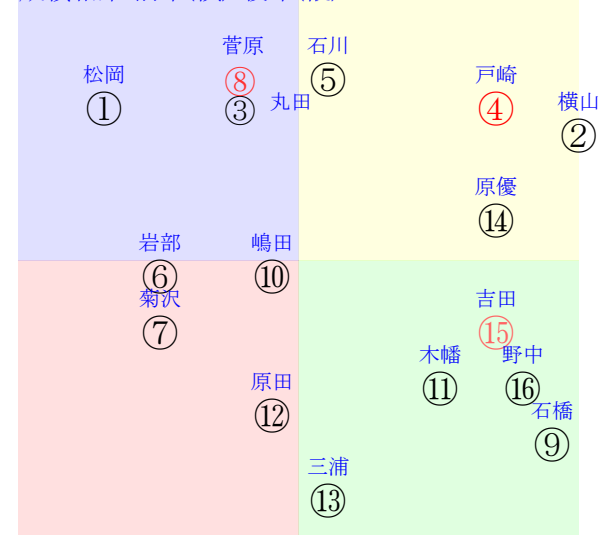 菅原 石川
松岡 ⑧ ⑤ 戸崎
① ③ 丸田 ④ 横山
②
原優
⑭
岩部 嶋田
⑥ ⑩
菊沢 吉田
⑦ ⑮
木幡 野中
原田 ⑪ ⑯
⑫ 石橋
⑨
三浦
⑬